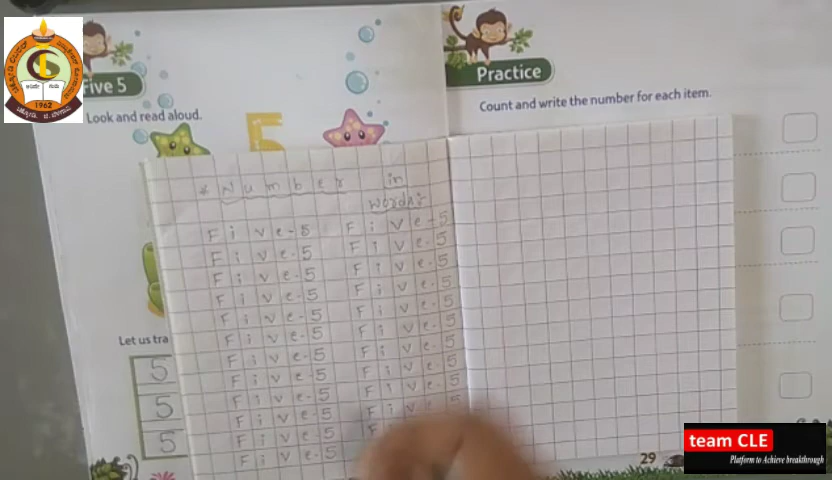 Five 5
Look and read aloud.
5
Practice
Count and write the number for each item.
* Number in
words:
Five-5 Five-5
Five-5 Five-5
Five-5 Five-5
Five-5 Five-5
Five-5 Five-5
Five-5 Five-5
Five-5 Five-5
Five-5 Five-5
Five-5 Five-5
Five-5 Five-5
Five-5
Five-5
Let us tra
5
5
5
29
1962
team CLE
Platform to Achieve breakthrough